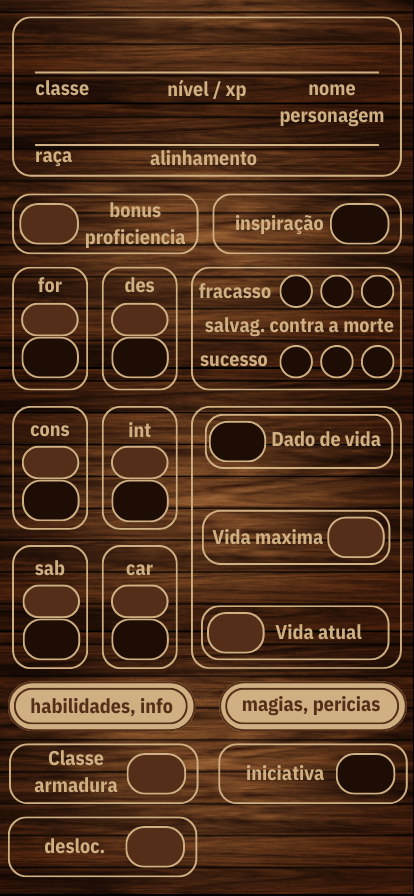 classe nível / xp nome
personagem
raça alinhamento
bonus
proficiencia
inspiração
for
des
fracasso
salvag. contra a morte
sucesso
cons
int
Dado de vida
Vida maxima
sab
car
Vida atual
habilidades, info
magias, pericias
Classe
armadura
iniciativa
desloc.